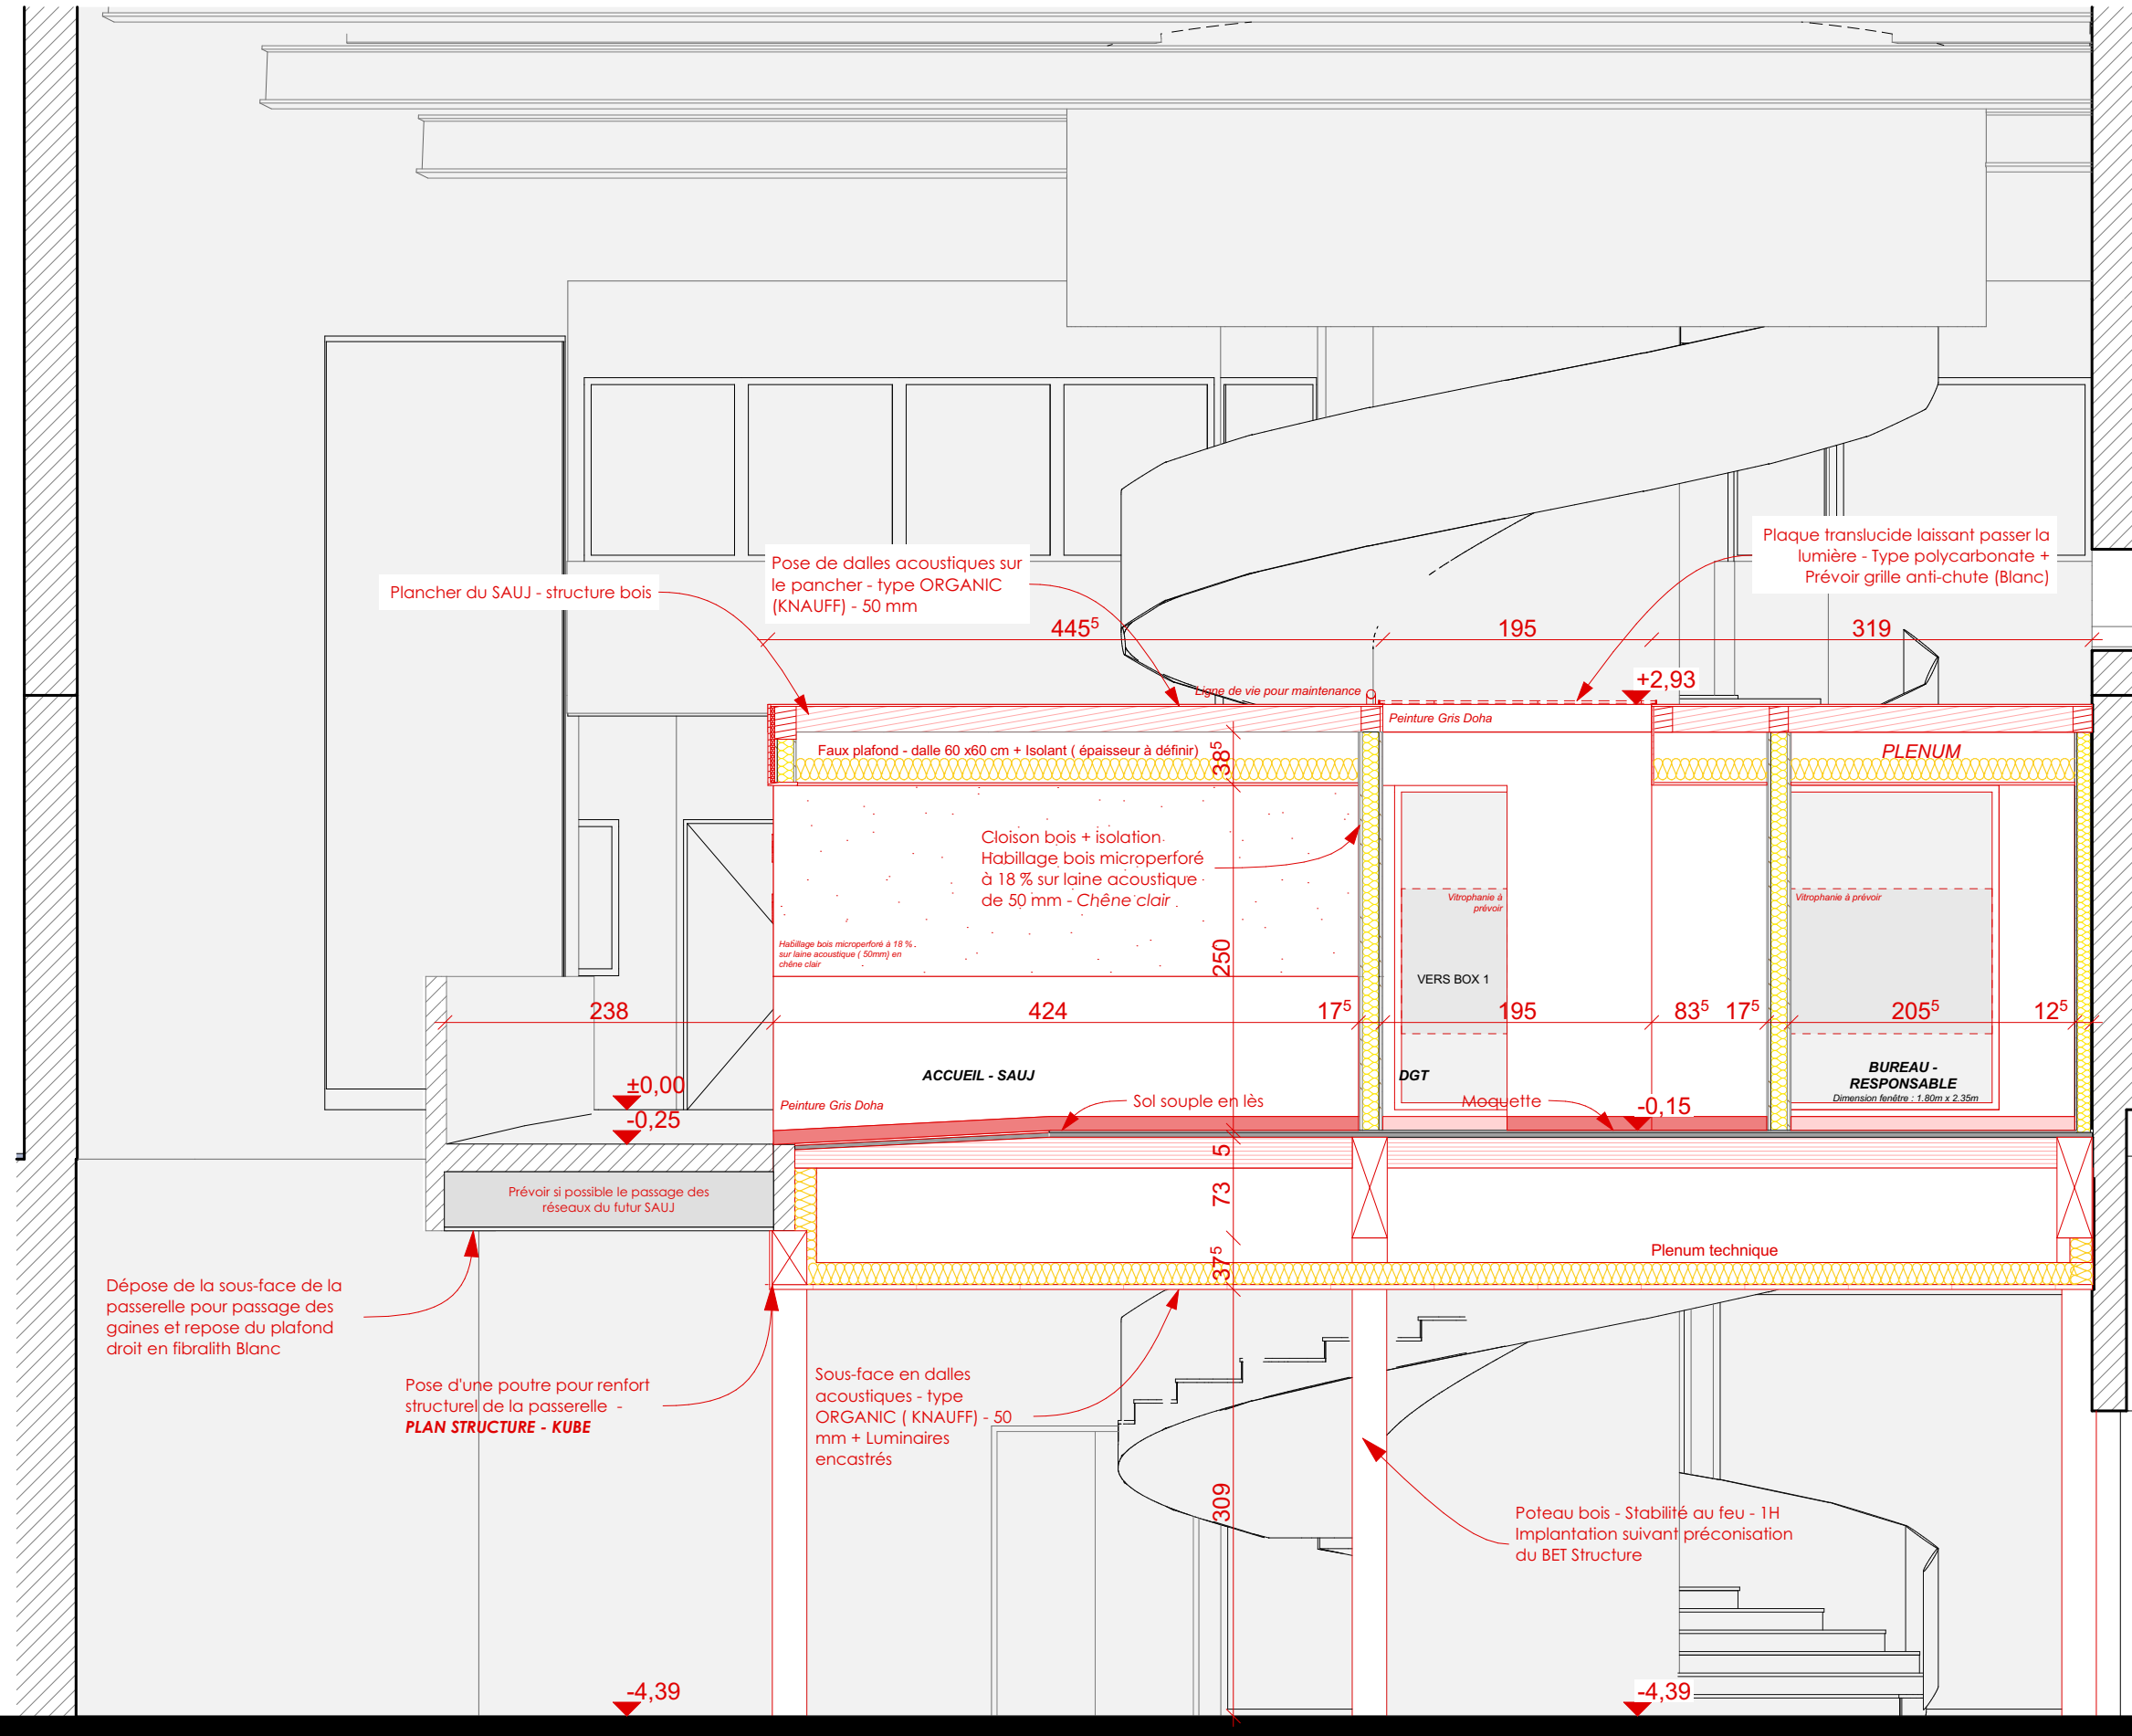 Plaque translucide laissant passer la
lumière - Type polycarbonate +
Prévoir grille anti-chute (Blanc)
Pose de dalles acoustiques sur
le pancher - type ORGANIC
(KNAUFF) - 50 mm
Plancher du SAUJ - structure bois
445⁵
195
319
+2,93
Ligne de vie pour maintenance
Peinture Gris Doha
Faux plafond - dalle 60 x60 cm + Isolant ( épaisseur à définir)
38⁵
PLENUM
Cloison bois + isolation
Habillage bois microperforé
à 18 % sur laine acoustique
de 50 mm - Chêne clair
Vitrophanie à
prévoir
Vitrophanie à prévoir
Habillage bois microperforé à 18 %
sur laine acoustique ( 50mm) en
chêne clair
250
VERS BOX 1
238
424
17⁵
195
83⁵
17⁵
205⁵
12⁵
ACCUEIL - SAUJ
DGT
BUREAU -
RESPONSABLE
Dimension fenêtre : 1.80m x 2.35m
±0,00
-0,25
Peinture Gris Doha
Sol souple en lès
Moquette
-0,15
5
73
37⁵
Prévoir si possible le passage des
réseaux du futur SAUJ
Plenum technique
Dépose de la sous-face de la
passerelle pour passage des
gaines et repose du plafond
droit en fibralith Blanc
Pose d'une poutre pour renfort
structurel de la passerelle -
PLAN STRUCTURE - KUBE
Sous-face en dalles
acoustiques - type
ORGANIC ( KNAUFF) - 50
mm + Luminaires
encastrés
309
Poteau bois - Stabilité au feu - 1H
Implantation suivant préconisation
du BET Structure
-4,39
-4,39